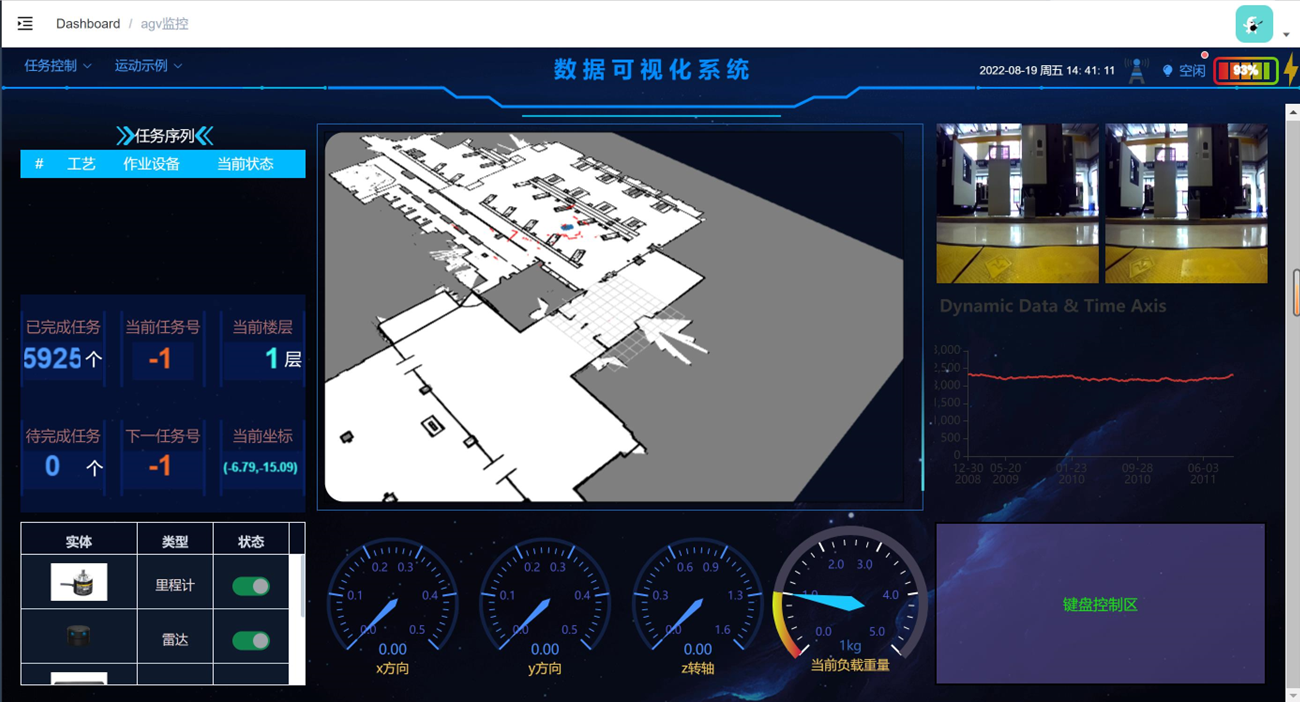 Dashboard / agv监控
任务控制 运动示例
数据可视化系统
2022-08-19 周五 14: 41: 11
空闲
93%
任务序列
# 工艺 作业设备 当前状态
已完成任务 当前任务号 当前楼层
5925 个 -1 1 层
待完成任务 下一任务号 当前坐标
0 个 -1 (-6.79,-15.09)
实体 类型 状态
里程计
雷达
0.0 0.1 0.2 0.3 0.4 0.5
0.00
x方向
0.0 0.1 0.2 0.3 0.4 0.5
0.00
y方向
0.0 0.3 0.6 0.9 1.3 1.6
0.00
z转轴
0.0 1.0 2.0 3.0 4.0 5.0
1kg
当前负载重量
Dynamic Data & Time Axis
500
0
12-30 05-20 01-23 09-28 06-03
2008 2009 2010 2010 2011
键盘控制区